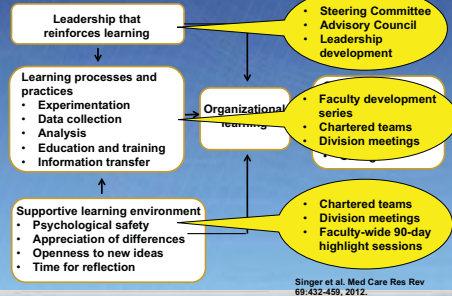 Leadership that
reinforces learning
• Steering Committee
• Advisory Council
• Leadership
development
Learning processes and
practices
• Experimentation
• Data collection
• Analysis
• Education and training
• Information transfer
Organizational
learning
• Faculty development
series
• Chartered teams
• Division meetings
Supportive learning environment
• Psychological safety
• Appreciation of differences
• Openness to new ideas
• Time for reflection
• Chartered teams
• Division meetings
• Faculty-wide 90-day
highlight sessions
Singer et al. Med Care Res Rev
69:432-459, 2012.